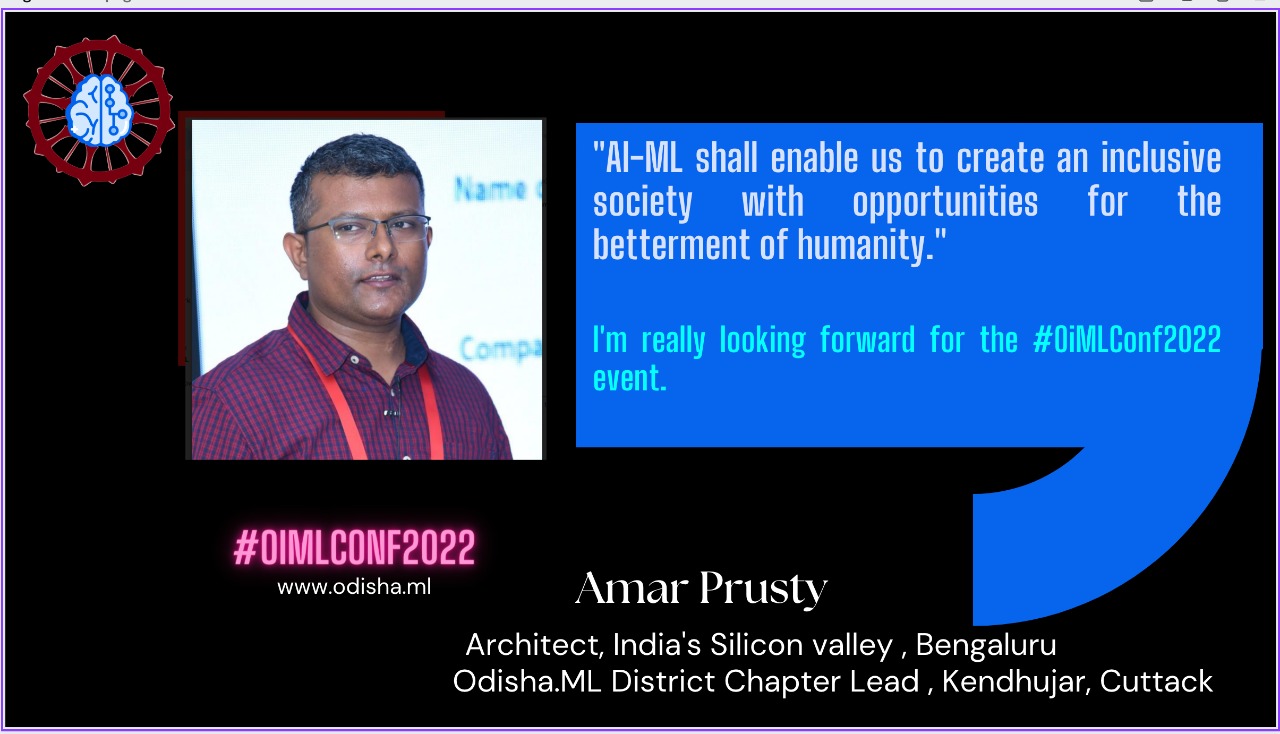 "AI-ML shall enable us to create an inclusive
society with opportunities for the
betterment of humanity."
I'm really looking forward for the #OiMLConf2022
event.
Name
Compa
#OIMLCONF2022
www.odisha.ml
Amar Prusty
Architect, India's Silicon valley , Bengaluru
Odisha.ML District Chapter Lead , Kendhujar, Cuttack